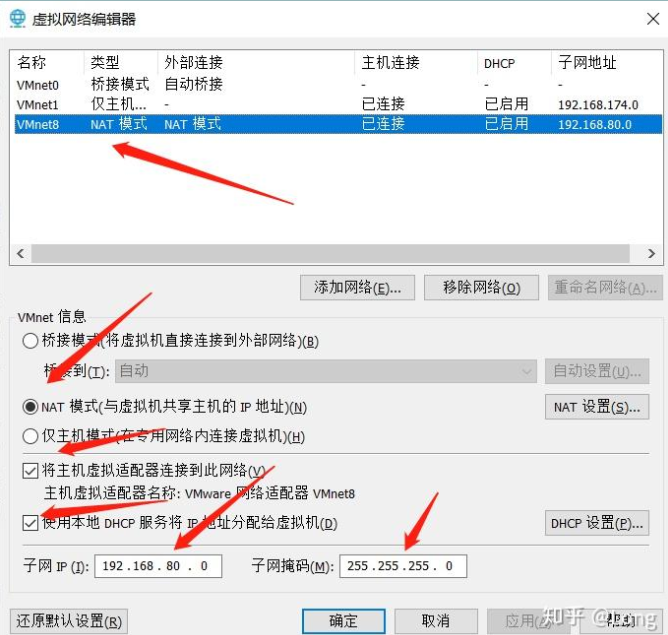 虚拟网络编辑器
名称 类型 外部连接 主机连接 DHCP 子网地址
VMnet0 桥接模式 自动桥接 - - -
VMnet1 仅主机... - 已连接 已启用 192.168.174.0
VMnet8 NAT 模式 NAT 模式 已连接 已启用 192.168.80.0
添加网络(E)... 移除网络(O) 重命名网络(A)...
VMnet 信息
桥接模式(将虚拟机直接连接到外部网络)(B)
桥接到(T): 自动 自动设置(U)...
NAT 模式(与虚拟机共享主机的 IP 地址)(N) NAT 设置(S)...
仅主机模式(在专用网络内连接虚拟机)(H)
将主机虚拟适配器连接到此网络(V)
主机虚拟适配器名称: VMware 网络适配器 VMnet8
使用本地 DHCP 服务将 IP 地址分配给虚拟机(D) DHCP 设置(P)...
子网 IP (I): 192 .168 . 80 . 0 子网掩码(M): 255 .255 .255 . 0
还原默认设置(R) 确定 取消 应用 帮助
知乎